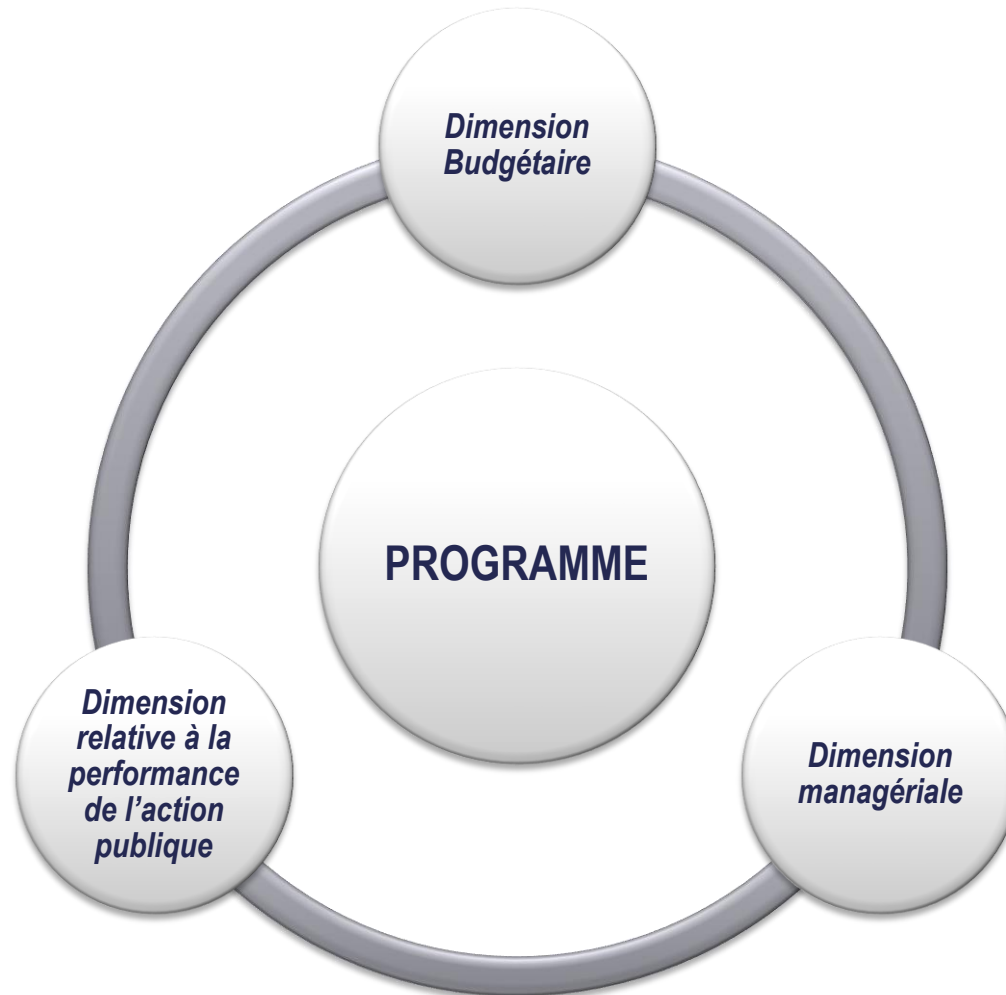 Dimension
Budgétaire
PROGRAMME
Dimension
relative à la
performance
de l’action
publique
Dimension
managériale